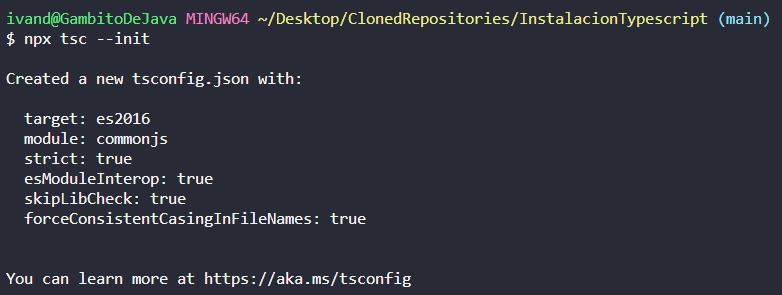 ivand@GambitoDeJava MINGW64 ~/Desktop/ClonedRepositories/InstalacionTypescript (main)
$ npx tsc --init
Created a new tsconfig.json with:
target: es2016
module: commonjs
strict: true
esModuleInterop: true
skipLibCheck: true
forceConsistentCasingInFileNames: true
You can learn more at https://aka.ms/tsconfig